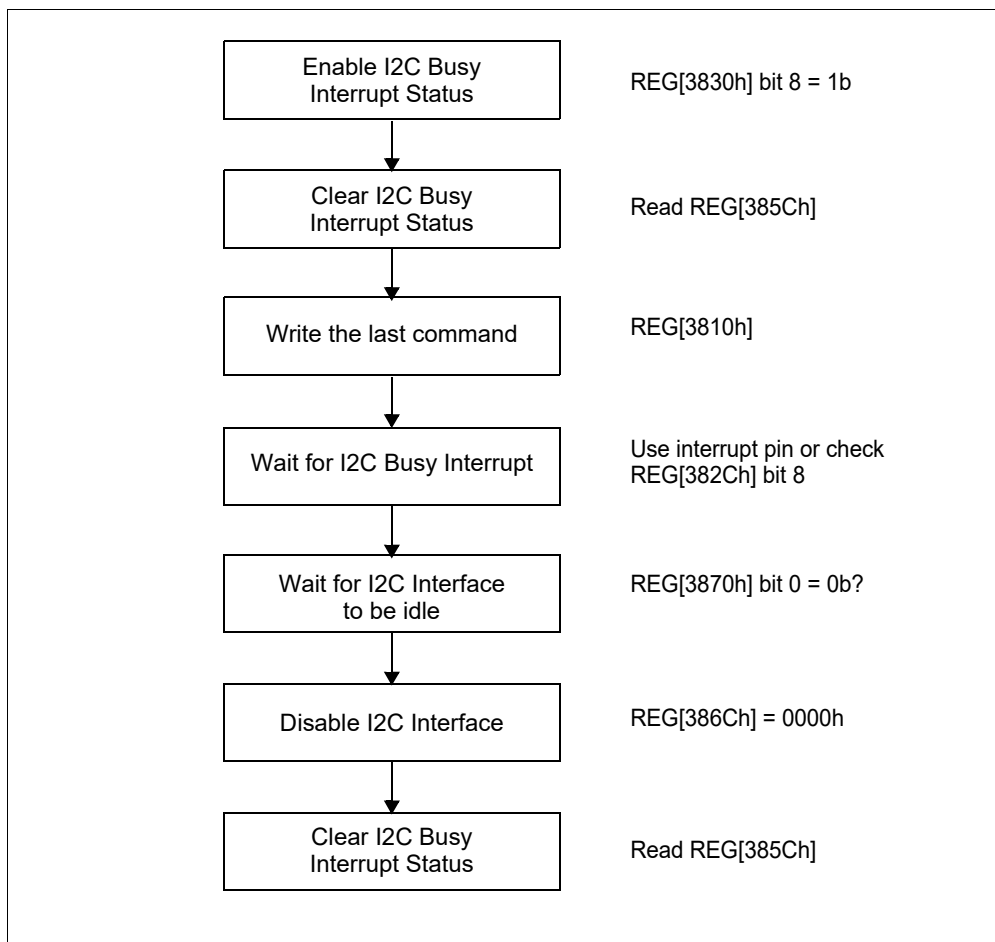 Enable I2C Busy
Interrupt Status
REG[3830h] bit 8 = 1b
Clear I2C Busy
Interrupt Status
Read REG[385Ch]
Write the last command
REG[3810h]
Wait for I2C Busy Interrupt
Use interrupt pin or check
REG[382Ch] bit 8
Wait for I2C Interface
to be idle
REG[3870h] bit 0 = 0b?
Disable I2C Interface
REG[386Ch] = 0000h
Clear I2C Busy
Interrupt Status
Read REG[385Ch]